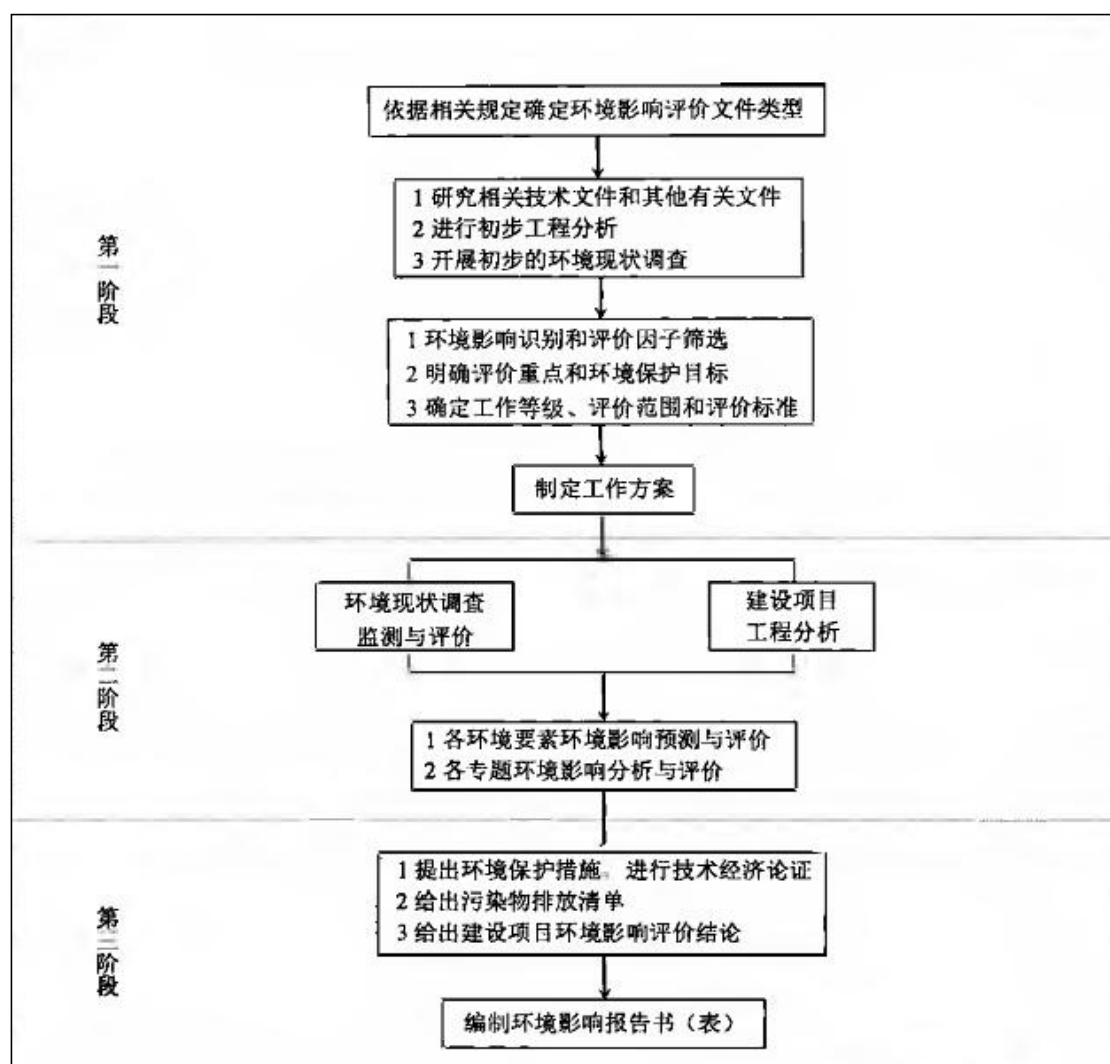 依据相关规定确定环境影响评价文件类型
1 研究相关技术文件和其他有关文件
2 进行初步工程分析
3 开展初步的环境现状调查
第一阶段
1 环境影响识别和评价因子筛选
2 明确评价重点和环境保护目标
3 确定工作等级、评价范围和评价标准
制定工作方案
环境现状调查
监测与评价
建设项目
工程分析
第二阶段
1 各环境要素环境影响预测与评价
2 各专题环境影响分析与评价
1 提出环境保护措施。进行技术经济论证
2 给出污染物排放清单
3 给出建设项目环境影响评价结论
第三阶段
编制环境影响报告书（表）